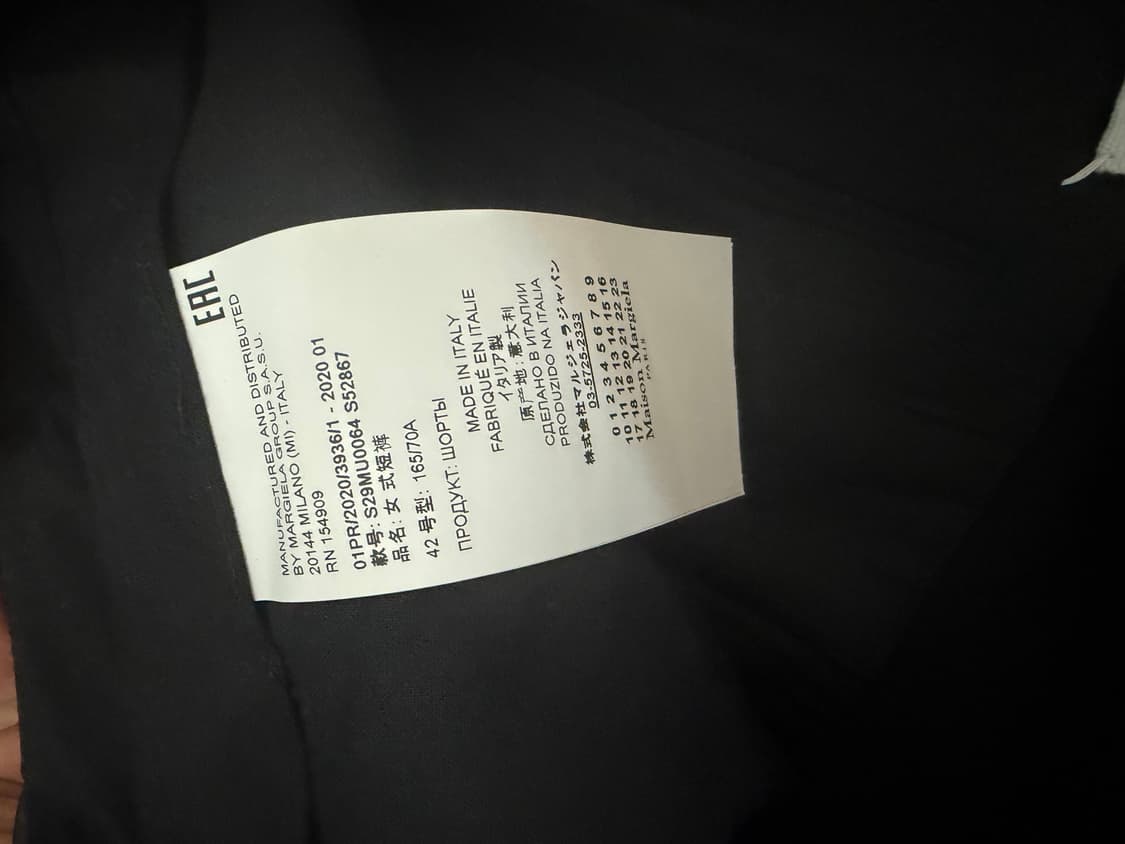 EAC
MANUFACTURED AND DISTRIBUTED
BY MARGIELA GROUP S.A.S.U.
20144 MILANO (MI) - ITALY
RN 154909
01PR/2020/3936/1 - 2020 01
款号: S29MU0064 S52867
品名: 女 式短裤
42 号型: 165/70A
ПРОДУКТ: ШОРТЫ
MADE IN ITALY
FABRIQUÉ EN ITALIE
イタリア製
原产地: 意大利
СДЕЛАНО В ИТАЛИИ
PRODUZIDO NA ITALIA
株式会社マルジェラジャパン
03-5725-2333
0 1 2 3 4 5 6 7 8 9
10 11 12 13 14 15 16
17 18 19 20 21 22 23
Maison Margiela
PARIS